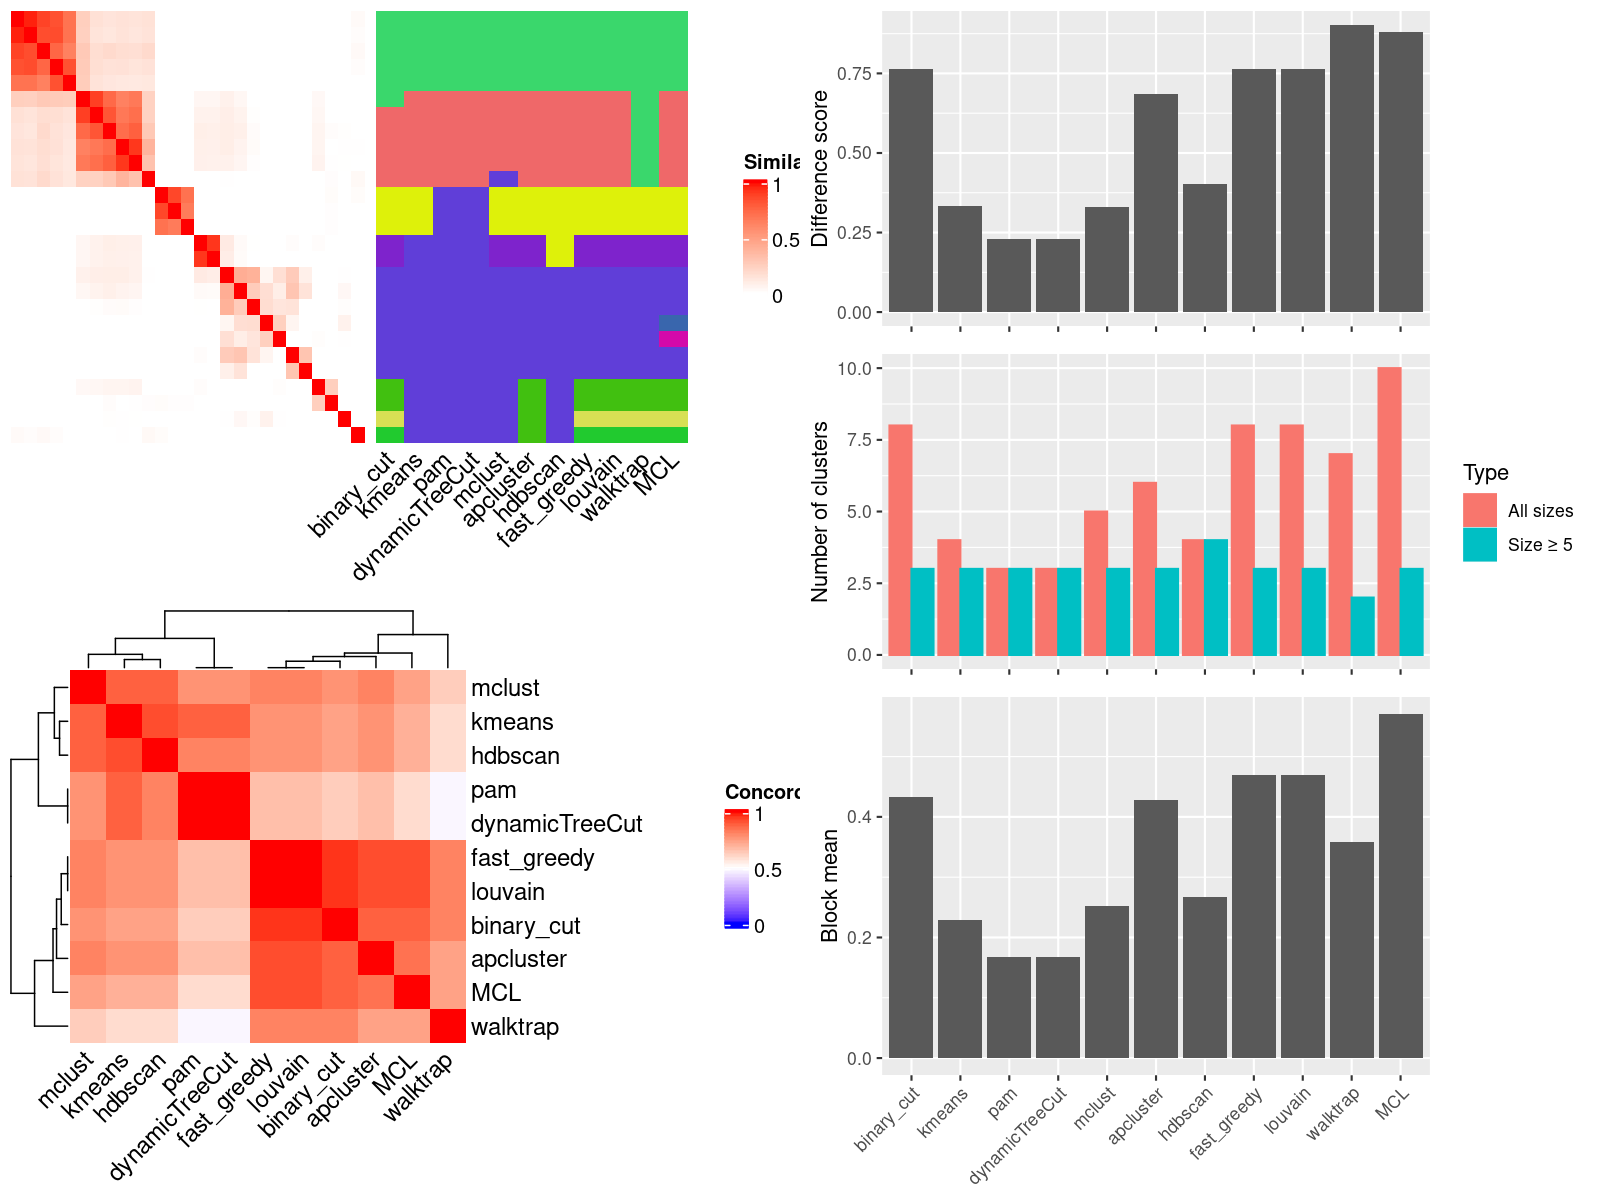 Simila
1
0.5
0
binary_cut
kmeans
pam
dynamicTreeCut
mclust
apcluster
hdbscan
fast_greedy
louvain
walktrap
MCL
Difference score
0.75
0.50
0.25
0.00
Number of clusters
10.0
7.5
5.0
2.5
0.0
Type
All sizes
Size ≥ 5
mclust
kmeans
hdbscan
pam
dynamicTreeCut
fast_greedy
louvain
binary_cut
apcluster
MCL
walktrap
mclust
kmeans
hdbscan
pam
dynamicTreeCut
fast_greedy
louvain
binary_cut
apcluster
MCL
walktrap
Concord
1
0.5
0
Block mean
0.4
0.2
0.0
binary_cut
kmeans
pam
dynamicTreeCut
mclust
apcluster
hdbscan
fast_greedy
louvain
walktrap
MCL